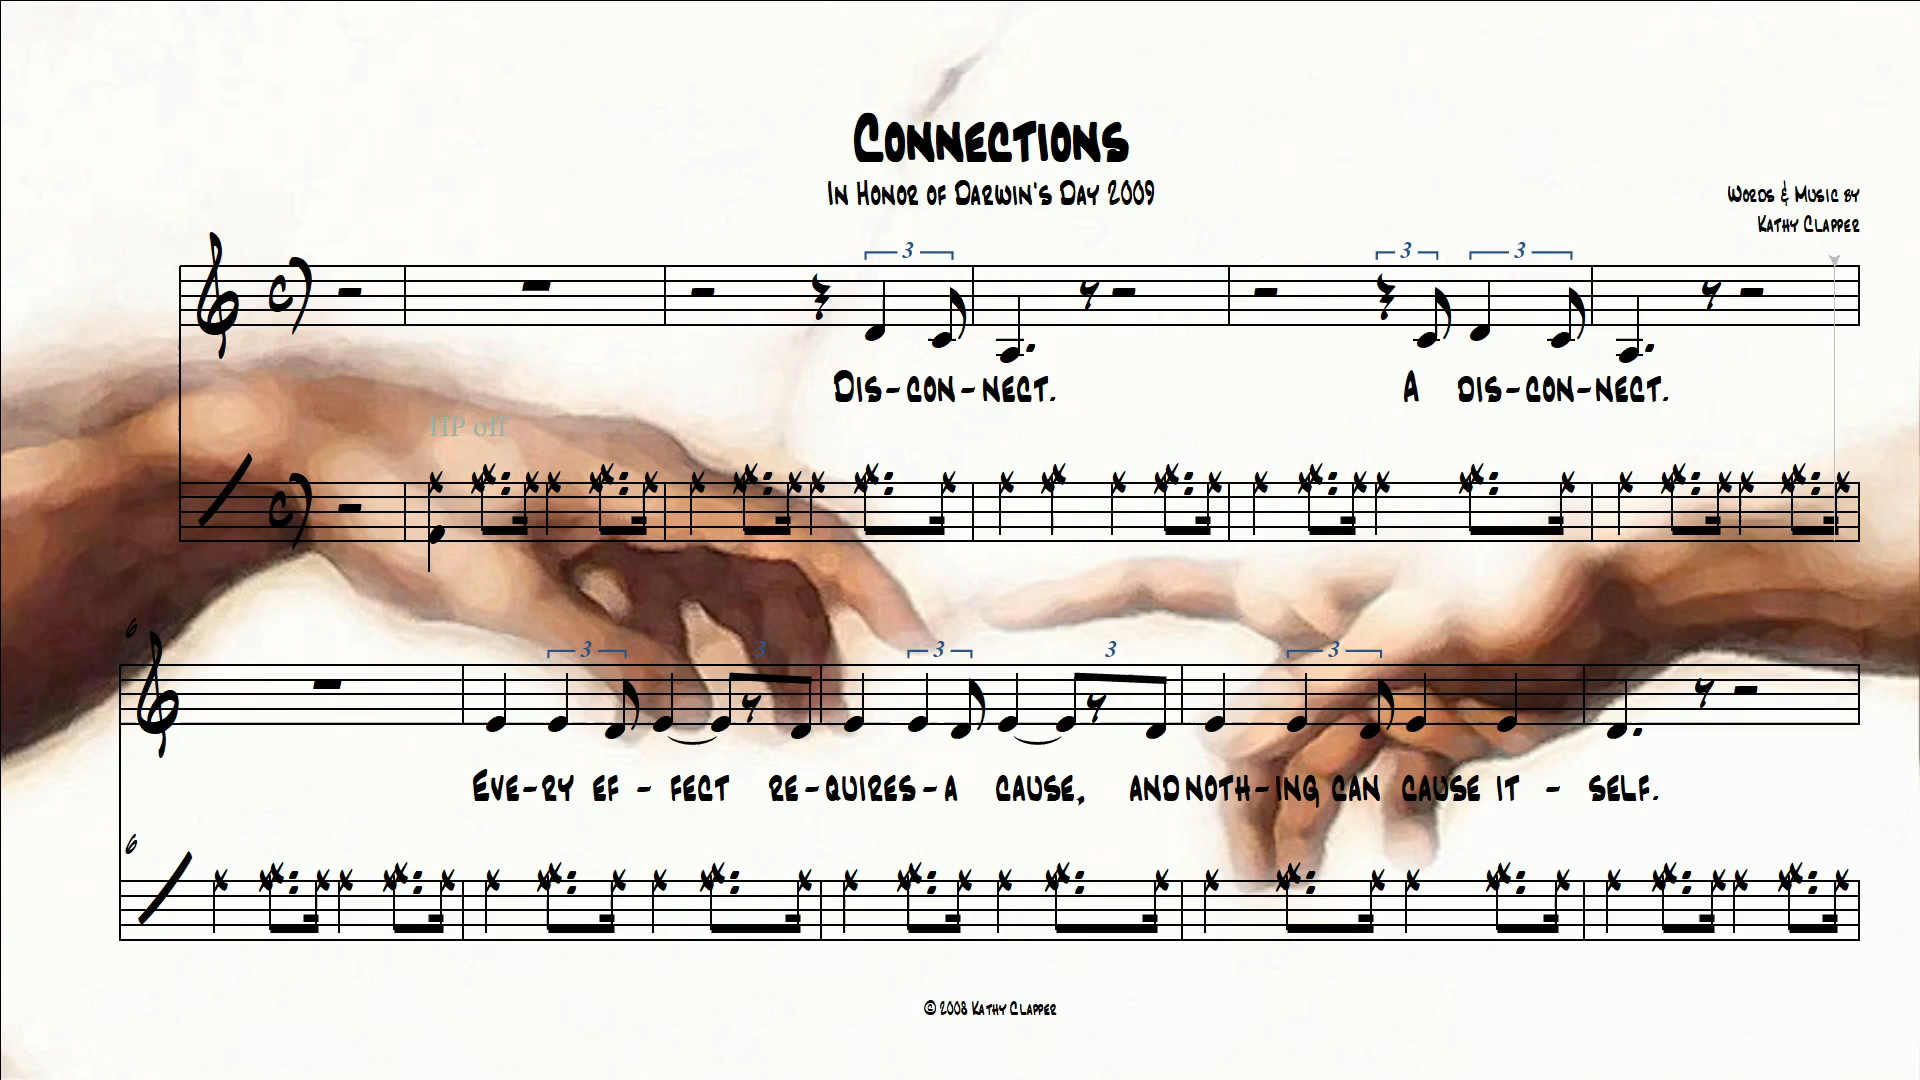 Connections
In Honor of Darwin's Day 2009
Words & Music by
Kathy Clapper
3 3 3
Dis-con-nect. A dis-con-nect.
HP off
6
3 3 3 3 3
Eve-ry ef - fect re-quires-a cause, and noth-ing can cause it - self.
6
© 2008 Kathy Clapper